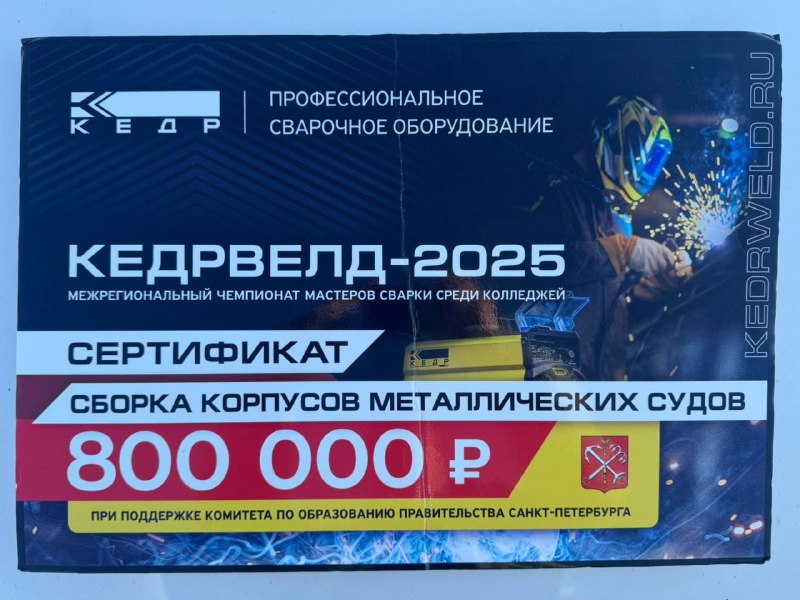 КЕДР
ПРОФЕССИОНАЛЬНОЕ
СВАРОЧНОЕ ОБОРУДОВАНИЕ
KEDRWELD.RU
КЕДРВЕЛД-2025
МЕЖРЕГИОНАЛЬНЫЙ ЧЕМПИОНАТ МАСТЕРОВ СВАРКИ СРЕДИ КОЛЛЕДЖЕЙ
КЕДР
СЕРТИФИКАТ
СБОРКА КОРПУСОВ МЕТАЛЛИЧЕСКИХ СУДОВ
800 000 ₽
ПРИ ПОДДЕРЖКЕ КОМИТЕТА ПО ОБРАЗОВАНИЮ ПРАВИТЕЛЬСТВА САНКТ-ПЕТЕРБУРГА